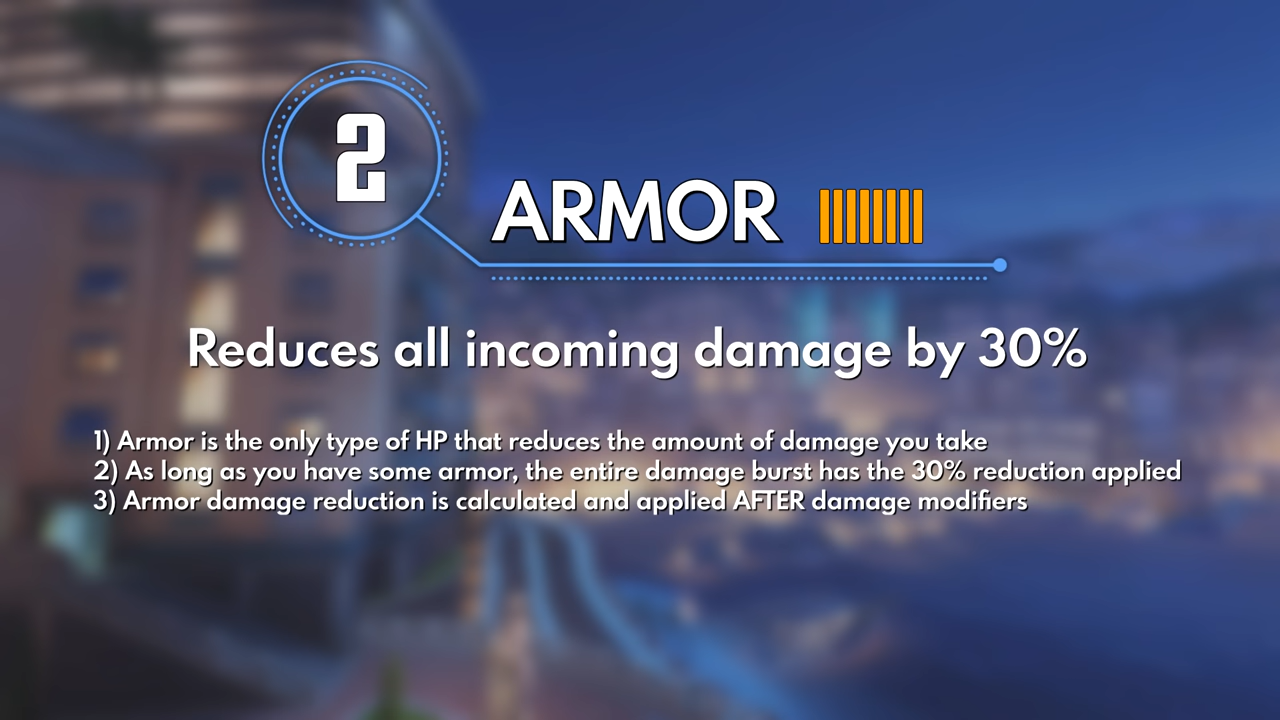 2
ARMOR
Reduces all incoming damage by 30%
1) Armor is the only type of HP that reduces the amount of damage you take
2) As long as you have some armor, the entire damage burst has the 30% reduction applied
3) Armor damage reduction is calculated and applied AFTER damage modifiers